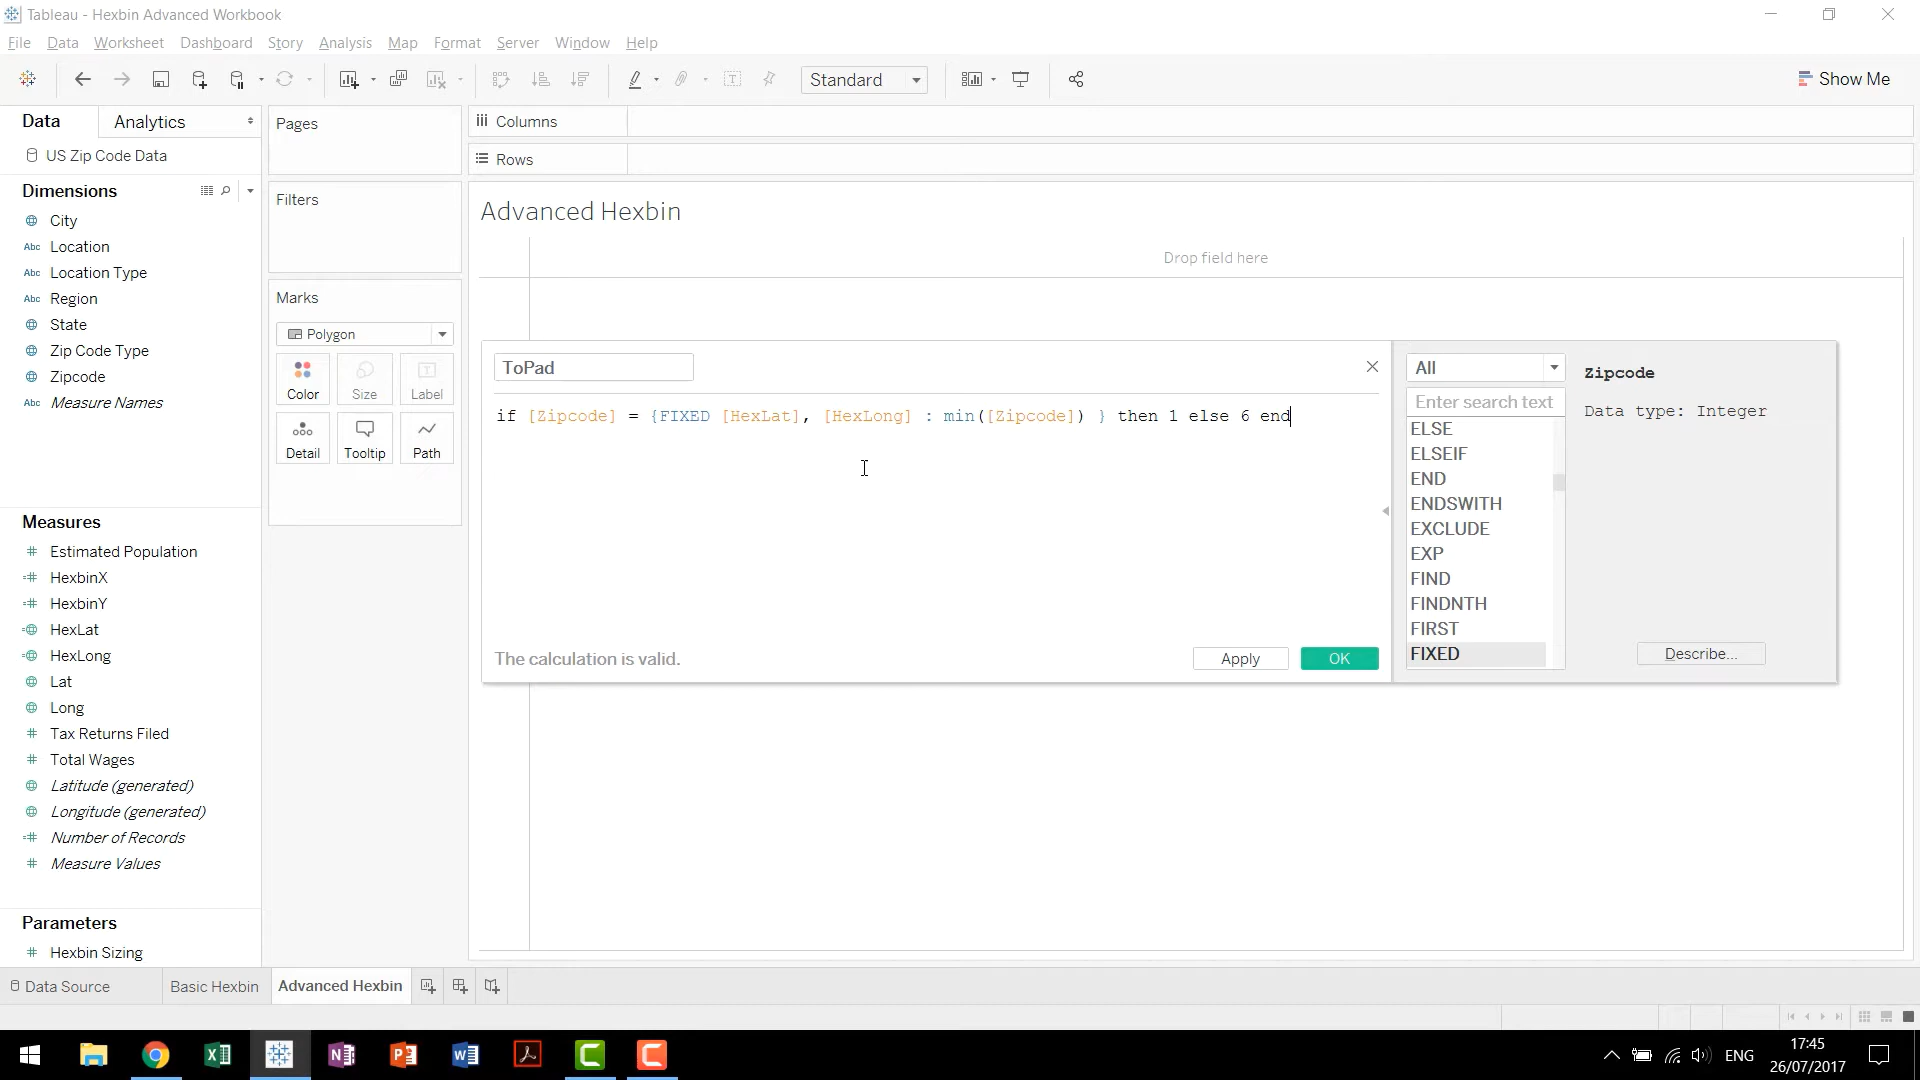 Tableau - Hexbin Advanced Workbook
File Data Worksheet Dashboard Story Analysis Map Format Server Window Help
Standard
Show Me
Data Analytics
US Zip Code Data
Dimensions
Abc City
City
Abc Location
Abc Location Type
Abc Region
State
Zip Code Type
Zipcode
Abc Measure Names
Measures
Estimated Population
HexbinX
HexbinY
HexLat
HexLong
Lat
Long
Tax Returns Filed
Total Wages
Latitude (generated)
Longitude (generated)
Number of Records
Measure Values
Parameters
Hexbin Sizing
Pages
Filters
Marks
Polygon
Color Size Label
Detail Tooltip Path
Columns
Rows
Advanced Hexbin
Drop field here
ToPad
if [Zipcode] = {FIXED [HexLat], [HexLong] : min([Zipcode]) } then 1 else 6 end
The calculation is valid.
Apply OK
All
Enter search text
ELSE
ELSEIF
END
ENDSWITH
EXCLUDE
EXP
FIND
FINDNTH
FIRST
FIXED
Zipcode
Data type: Integer
Describe...
Data Source Basic Hexbin Advanced Hexbin
ENG
17:45
26/07/2017